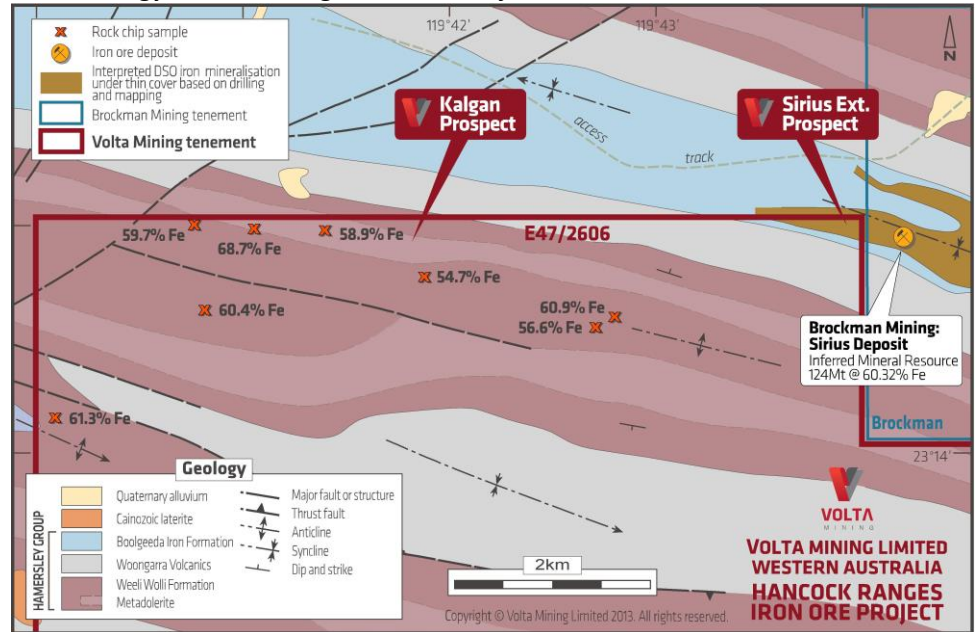 Rock chip sample
Iron ore deposit
Interpreted DSO iron mineralisation
under thin cover based on drilling
and mapping
Brockman Mining tenement
Volta Mining tenement
119°42'
119°43'
N
Kalgan
Prospect
Sirius Ext.
Prospect
access
track
E47/2606
59.7% Fe
68.7% Fe
58.9% Fe
54.7% Fe
60.4% Fe
60.9% Fe
56.6% Fe
61.3% Fe
Brockman Mining:
Sirius Deposit
Inferred Mineral Resource
124Mt @ 60.32% Fe
Brockman
23°14'
Geology
HAMERSLEY GROUP
Quaternary alluvium
Cainozoic laterite
Boolgeeda Iron Formation
Woongarra Volcanics
Weeli Wolli Formation
Metadolerite
Major fault or structure
Thrust fault
Anticline
Syncline
Dip and strike
2km
Copyright © Volta Mining Limited 2013. All rights reserved.
VOLTA
MINING
VOLTA MINING LIMITED
WESTERN AUSTRALIA
HANCOCK RANGES
IRON ORE PROJECT